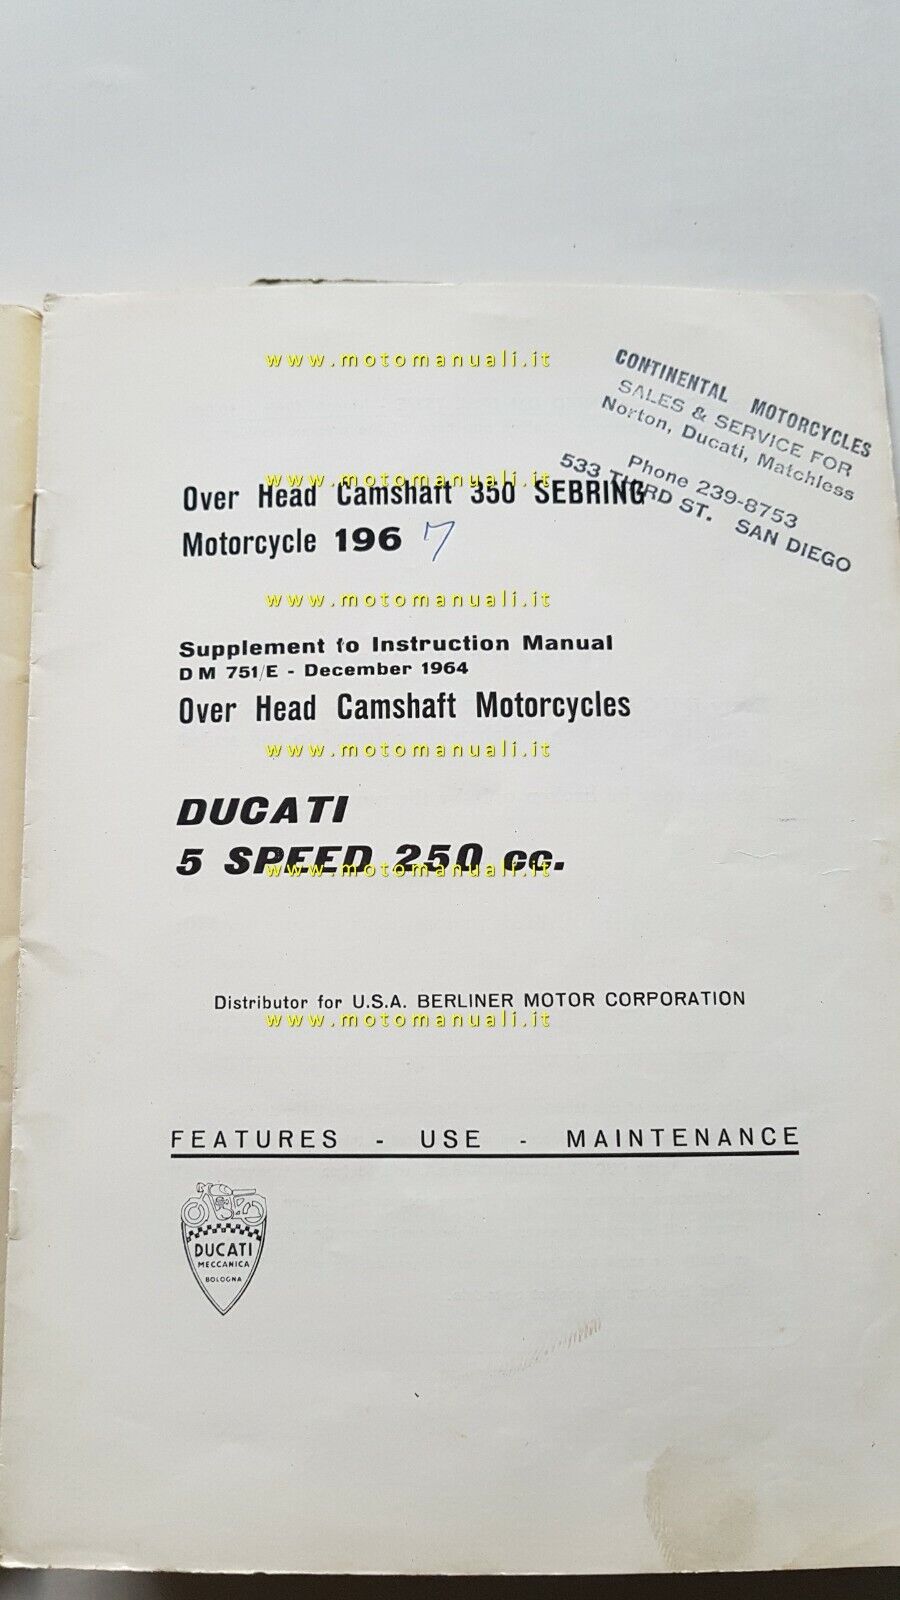 www.motomanuali.it
CONTINENTAL MOTORCYCLES
SALES & SERVICE FOR
Norton, Ducati, Matchless
Phone 239-8753
533 THIRD ST. SAN DIEGO
www.motomanuali.it
Over Head Camshaft 350 SEBRING
Motorcycle 196 7
www.motomanuali.it
Supplement to Instruction Manual
DM 751/E - December 1964
Over Head Camshaft Motorcycles
www.motomanuali.it
DUCATI
5 SPEED 250 cc.
www.motomanuali.it
Distributor for U.S.A. BERLINER MOTOR CORPORATION
www.motomanuali.it
FEATURES - USE - MAINTENANCE
DUCATI
MECCANICA
BOLOGNA